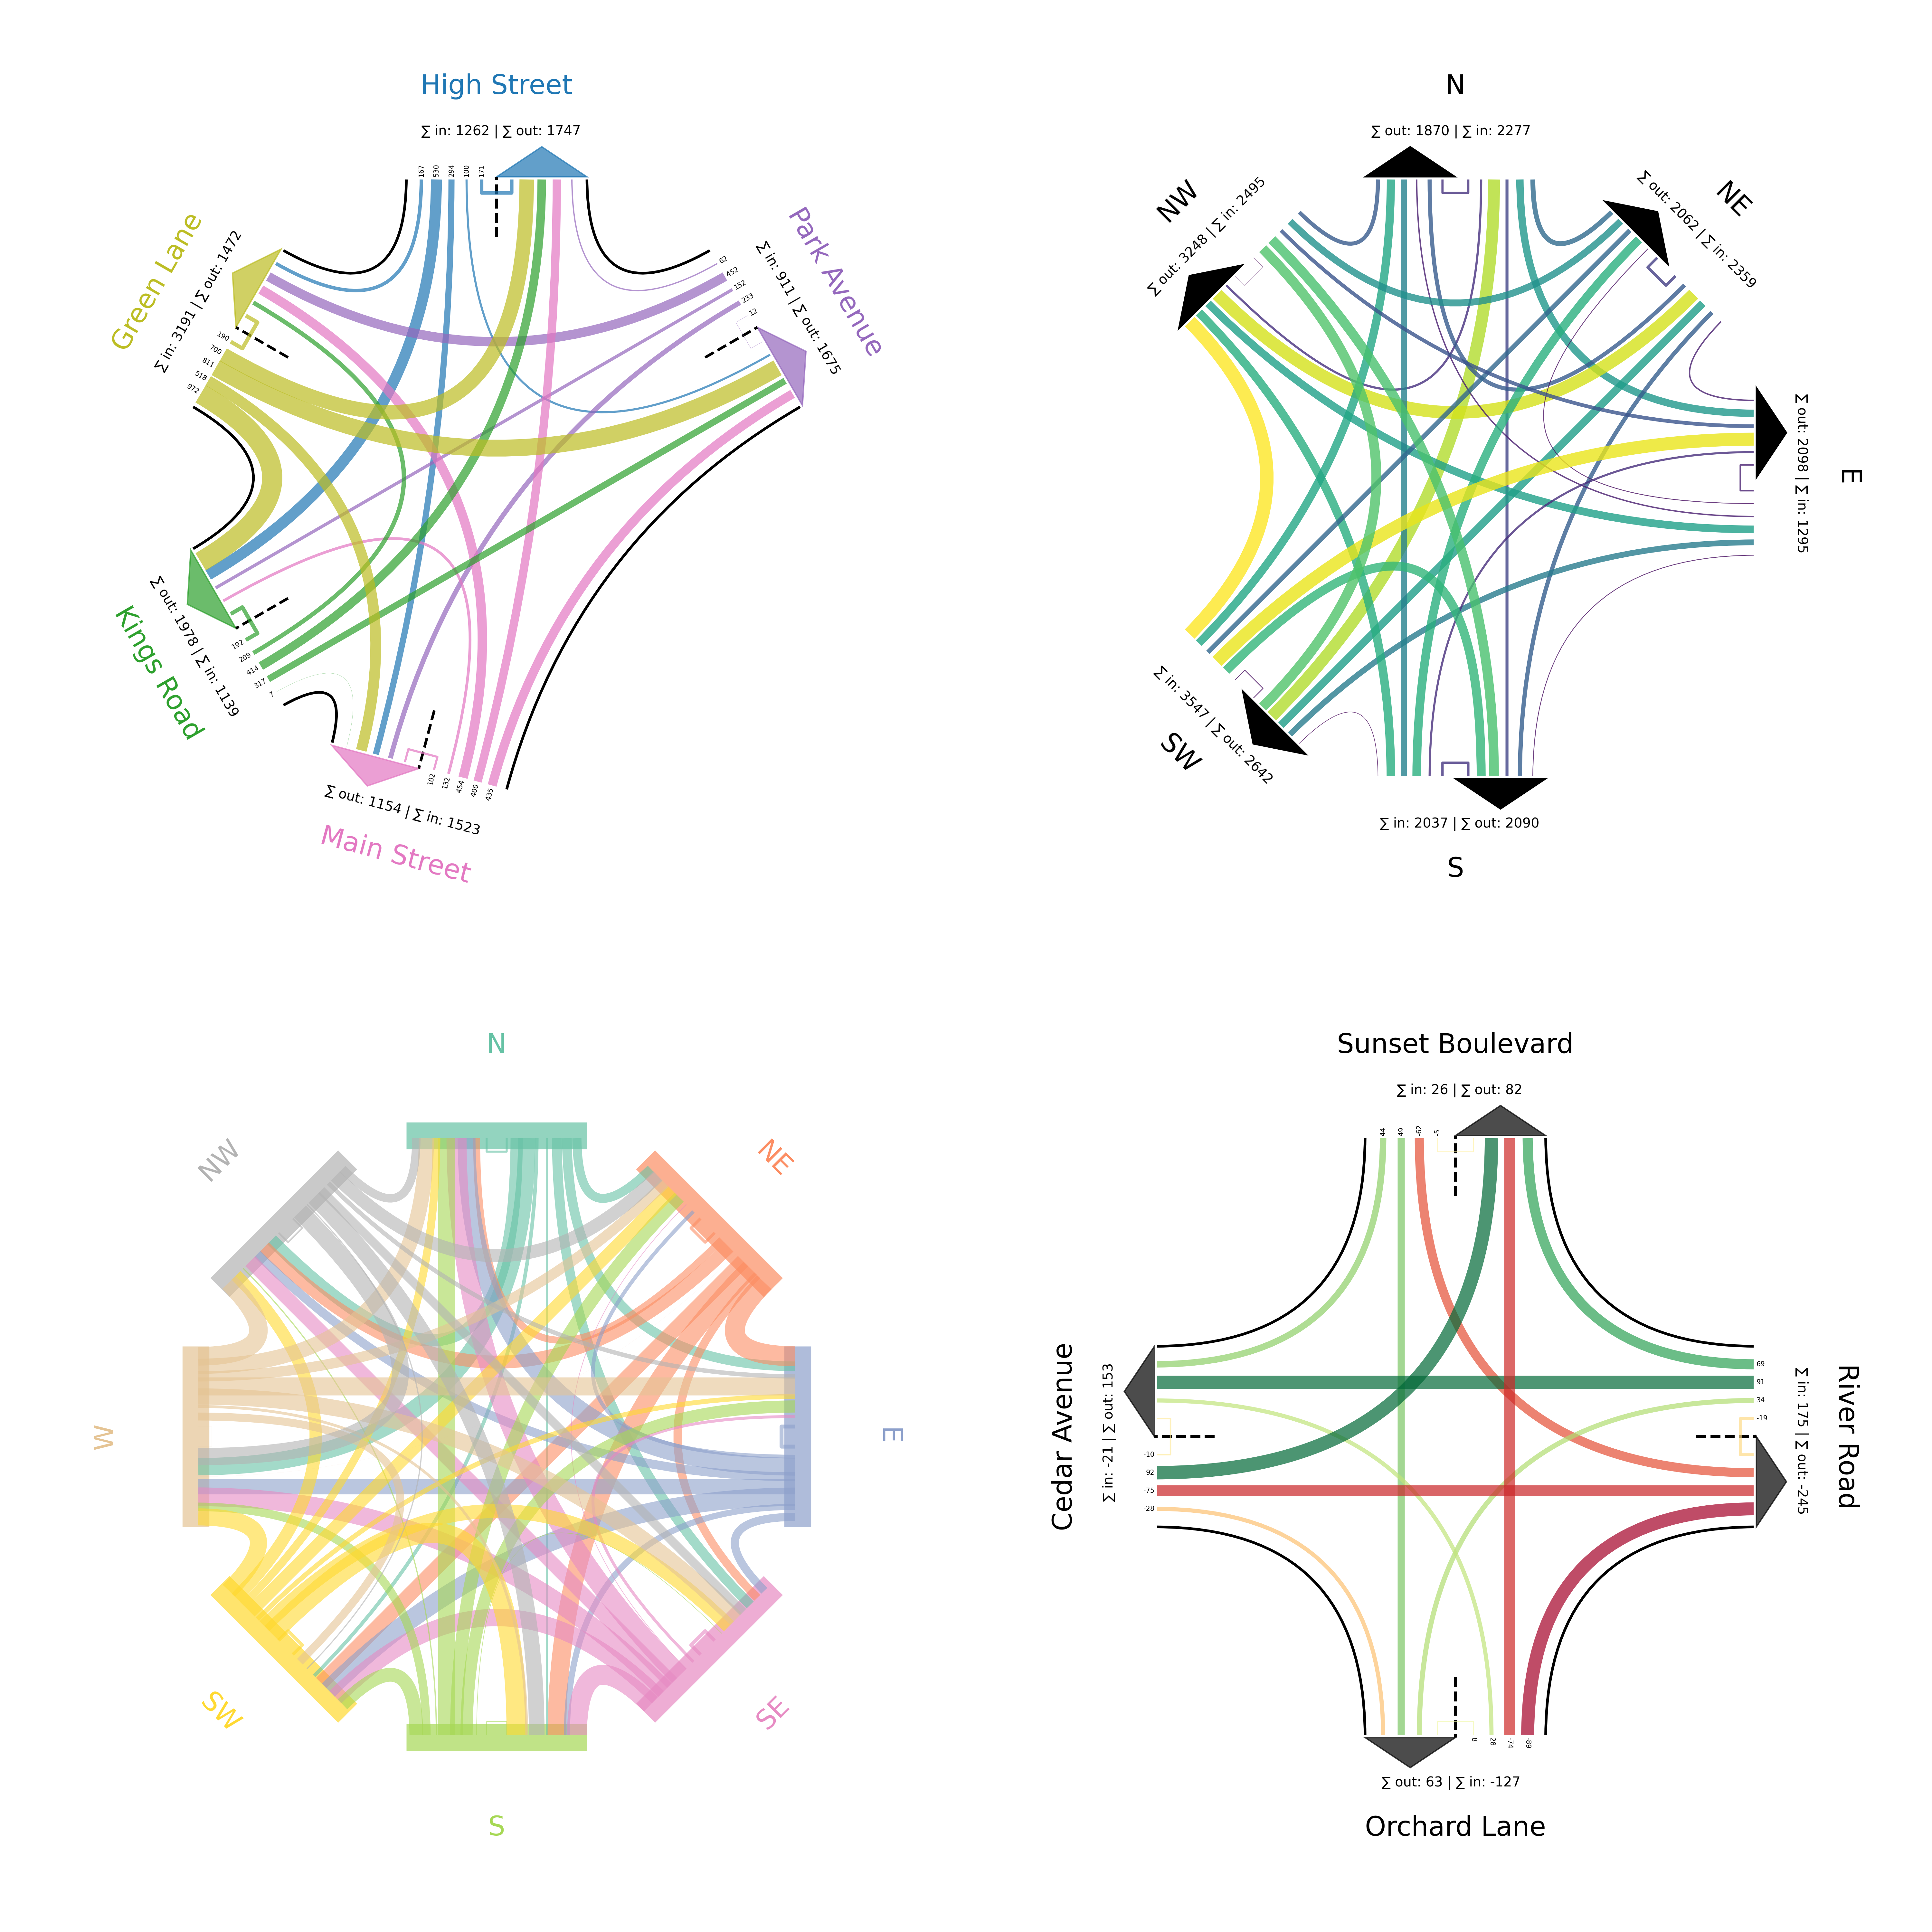 High Street
∑ in: 1262 | ∑ out: 1747
167
530
294
100
171
Park Avenue
∑ in: 911 | ∑ out: 1675
62
452
152
233
12
Green Lane
∑ in: 3191 | ∑ out: 1472
190
700
811
518
972
Kings Road
∑ out: 1978 | ∑ in: 1139
192
209
414
317
7
102
132
454
400
435
∑ out: 1154 | ∑ in: 1523
Main Street
N
∑ out: 1870 | ∑ in: 2277
NW
∑ out: 3248 | ∑ in: 2495
NE
∑ out: 2062 | ∑ in: 2359
E
∑ out: 2098 | ∑ in: 1295
SW
∑ in: 3547 | ∑ out: 2642
∑ in: 2037 | ∑ out: 2090
S
N
NW
NE
W
E
SW
SE
S
Sunset Boulevard
∑ in: 26 | ∑ out: 82
44
49
-62
-5
Cedar Avenue
∑ in: -21 | ∑ out: 153
-10
92
-75
-28
69
91
34
-19
River Road
∑ in: 175 | ∑ out: -245
8
28
-74
-89
∑ out: 63 | ∑ in: -127
Orchard Lane